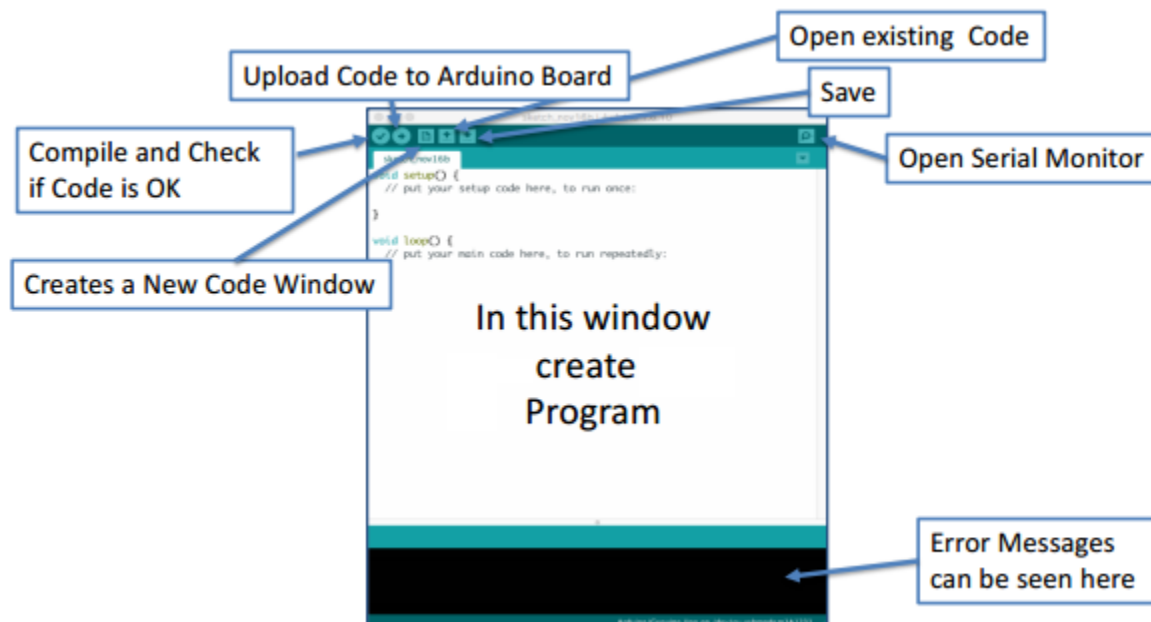 Open existing Code
Upload Code to Arduino Board
Save
Compile and Check
if Code is OK
Open Serial Monitor
sketch_nov16b
void setup() {
// put your setup code here, to run once:
}
void loop() {
// put your main code here, to run repeatedly:
Creates a New Code Window
In this window
create
Program
Error Messages
can be seen here